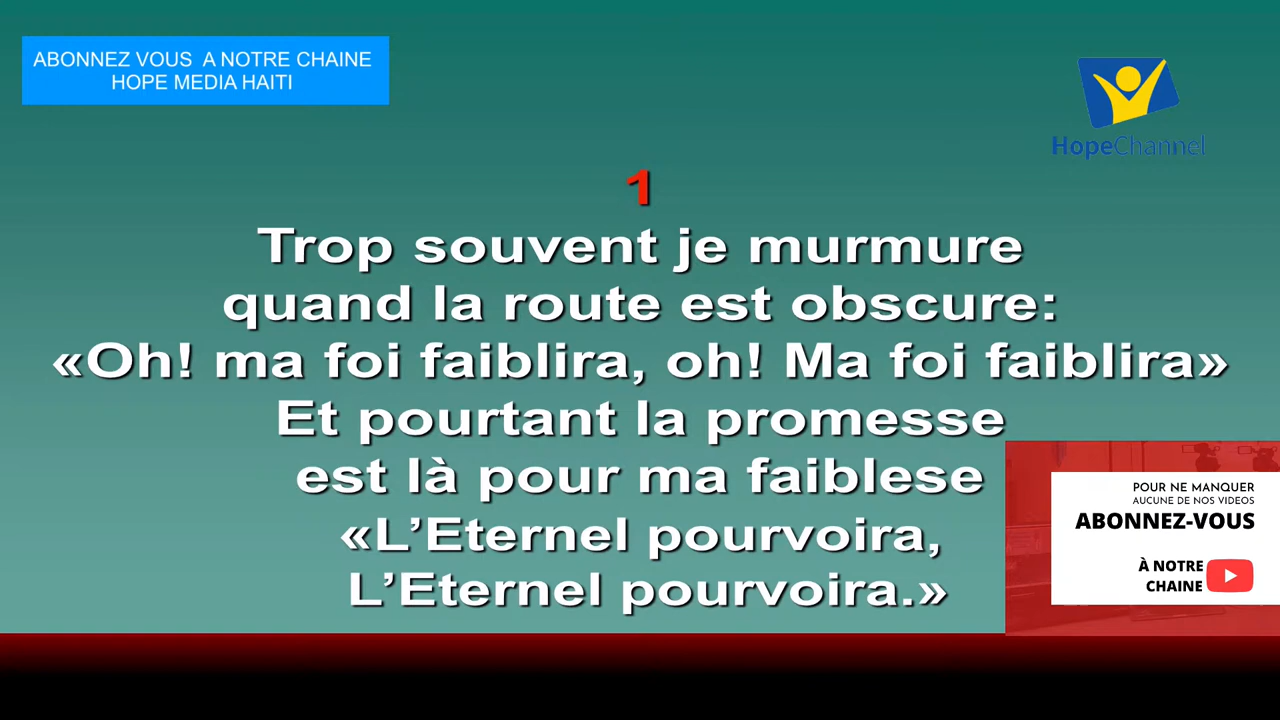 ABONNEZ VOUS A NOTRE CHAINE
HOPE MEDIA HAITI
HopeChannel
1
Trop souvent je murmure
quand la route est obscure:
«Oh! ma foi faiblira, oh! Ma foi faiblira»
Et pourtant la promesse
est là pour ma faiblese
«L’Eternel pourvoira,
L’Eternel pourvoira.»
POUR NE MANQUER
AUCUNE DE NOS VIDEOS
ABONNEZ-VOUS
À NOTRE
CHAINE